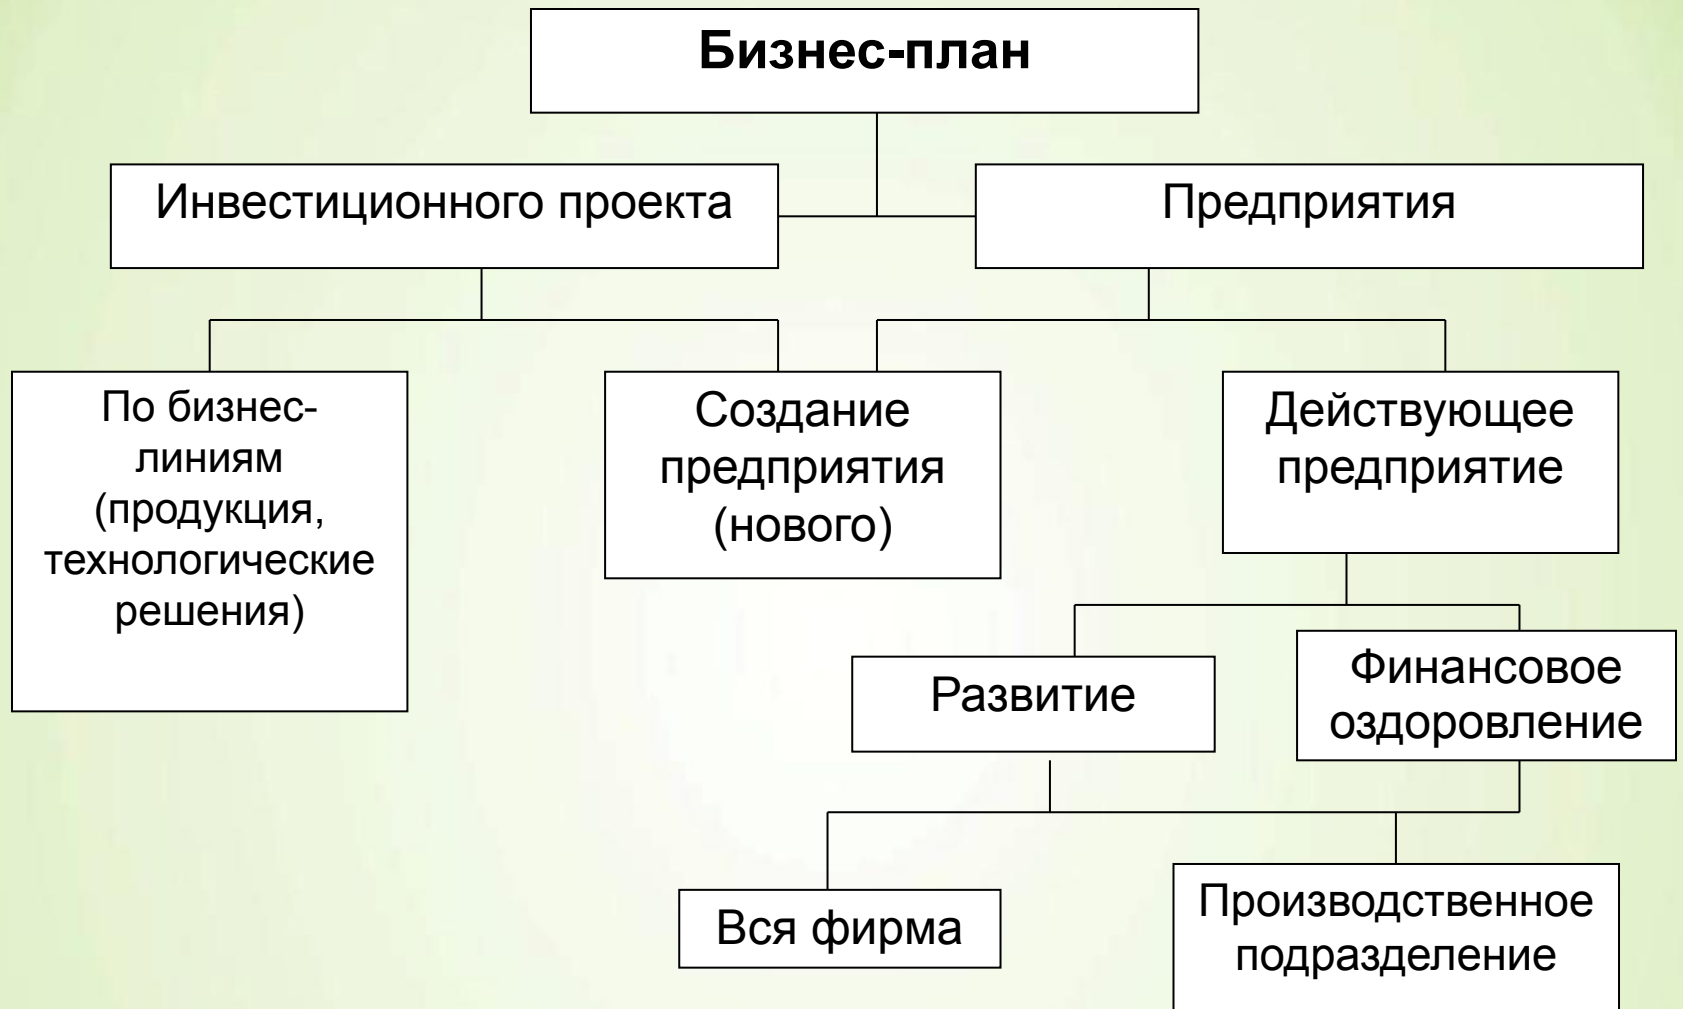 Бизнес-план
Инвестиционного проекта
Предприятия
По бизнес-
линиям
(продукция,
технологические
решения)
Создание
предприятия
(нового)
Действующее
предприятие
Развитие
Финансовое
оздоровление
Вся фирма
Производственное
подразделение